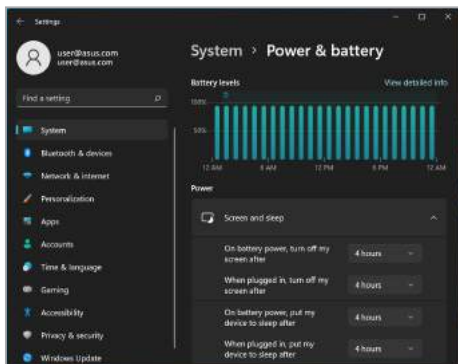 Settings
user@asus.com
user@asus.com
Find a setting
System
Bluetooth & devices
Network & internet
Personalization
Apps
Accounts
Time & language
Gaming
Accessibility
Privacy & security
Windows Update
System > Power & battery
Battery levels View detailed info
100%
50%
12 AM 6 AM 12 PM 6 PM 12 AM
Power
Screen and sleep
On battery power, turn off my
screen after
4 hours
When plugged in, turn off my
screen after
4 hours
On battery power, put my
device to sleep after
4 hours
When plugged in, put my
device to sleep after
4 hours